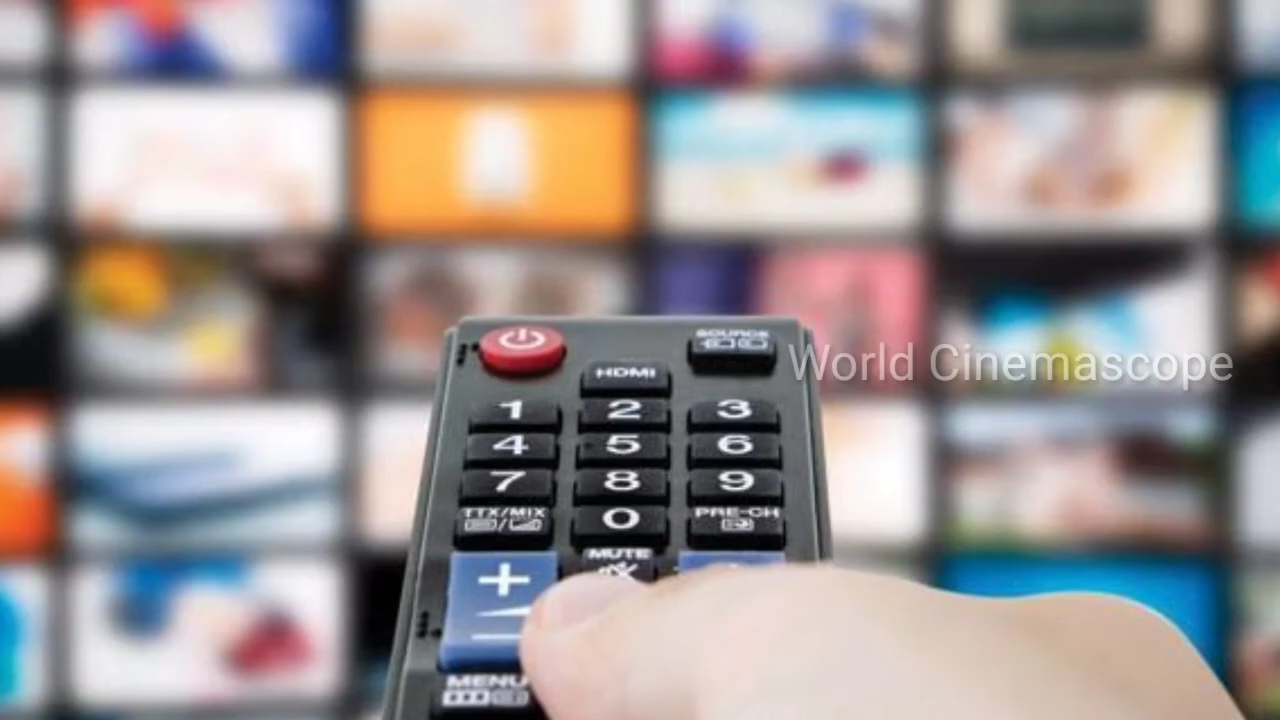 SOURCE
HDMI
World Cinemascope
1 2 3
4 5 6
7 8 9
TTX/MIX 0 PRE-CH
MUTE
+
−
MENU